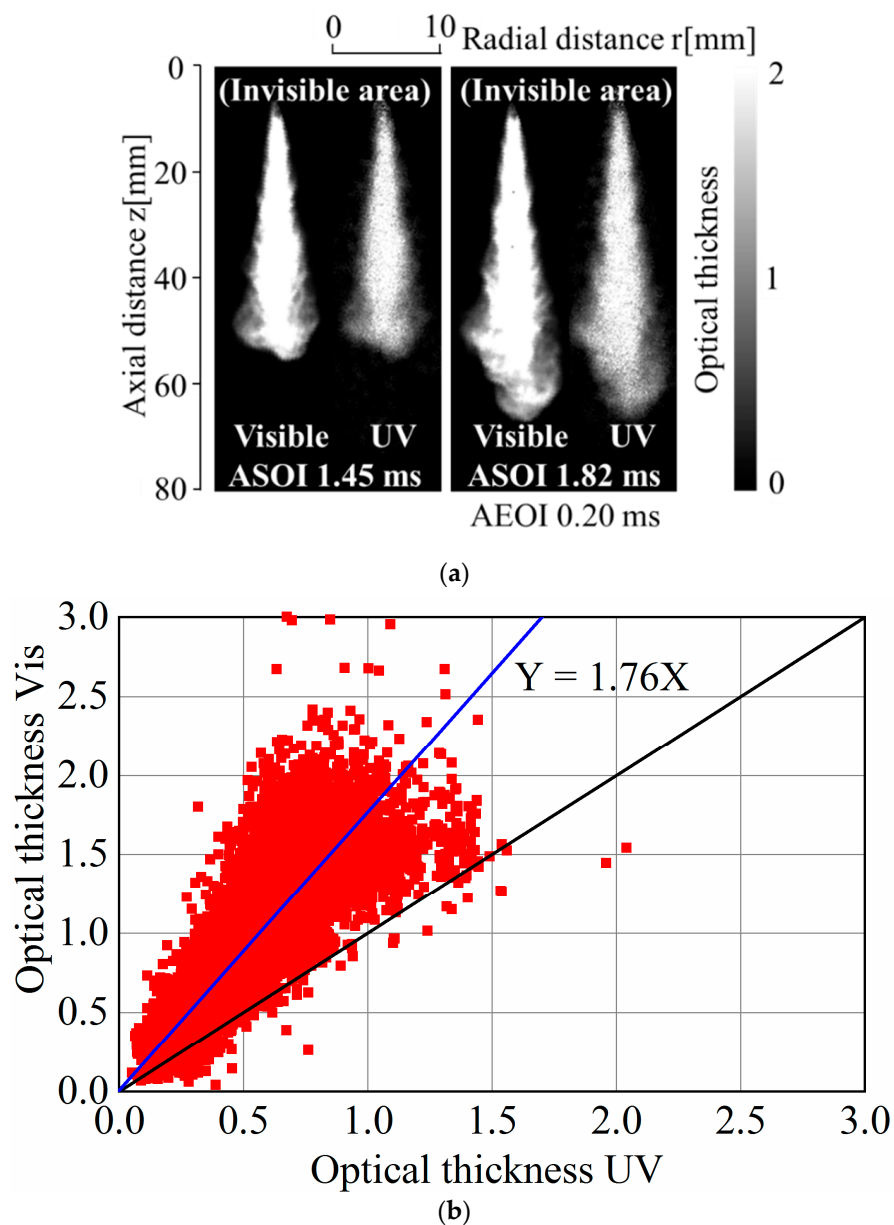 0 10 Radial distance r[mm]
0
20
40
60
80
Axial distance z[mm]
(Invisible area)
Visible UV
ASOI 1.45 ms
(Invisible area)
Visible UV
ASOI 1.82 ms
AEOI 0.20 ms
2
1
0
Optical thickness
(a)
3.0
2.5
2.0
1.5
1.0
0.5
0.0
Optical thickness Vis
Y = 1.76X
0.0 0.5 1.0 1.5 2.0 2.5 3.0
Optical thickness UV
(b)